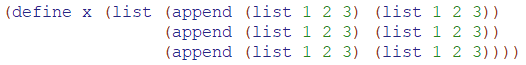 (define x (list (append (list 1 2 3) (list 1 2 3))
(append (list 1 2 3) (list 1 2 3))
(append (list 1 2 3) (list 1 2 3))))